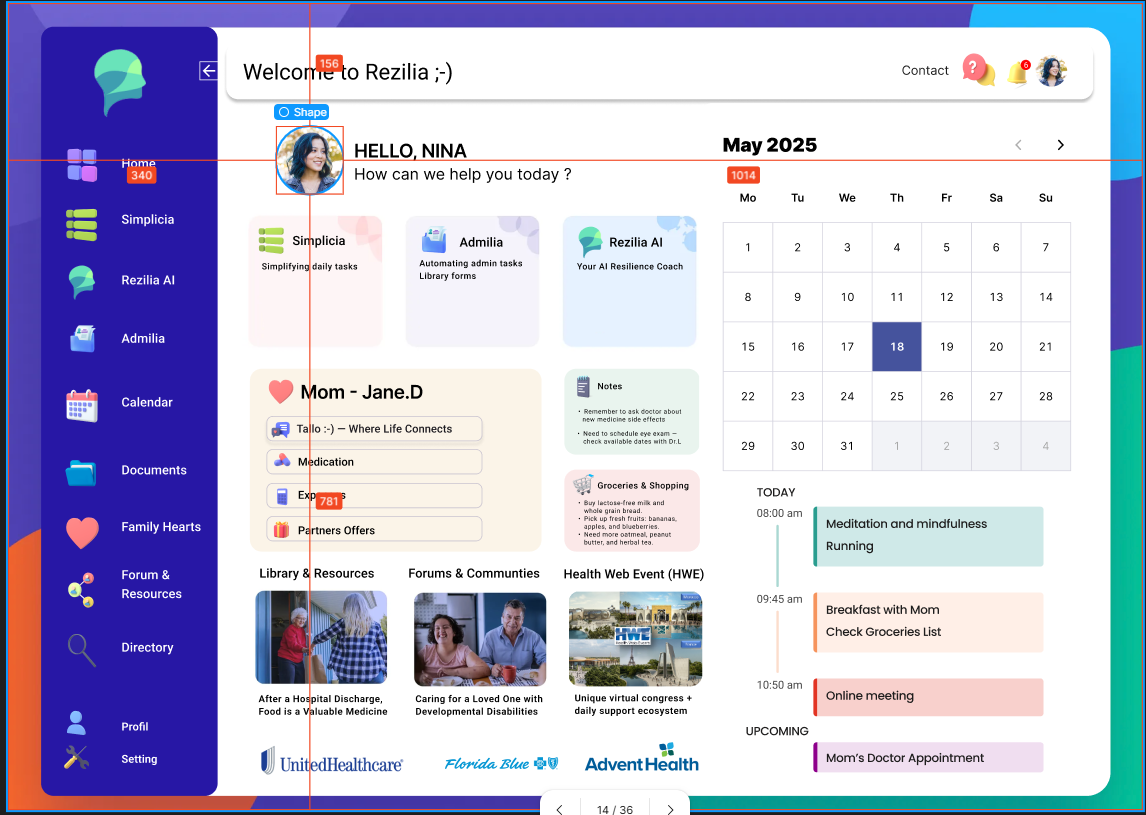 Welcome to Rezilia ;-)
156
Contact
?
6
Shape
HELLO, NINA
How can we help you today ?
Home
340
Simplicia
Rezilia AI
Admilia
Calendar
Documents
Family Hearts
Forum &
Resources
Directory
Profil
Setting
Simplicia
Simplifying daily tasks
Admilia
Automating admin tasks
Library forms
Rezilia AI
Your AI Resilience Coach
Mom - Jane.D
Tallo :-) — Where Life Connects
Medication
781
Partners Offers
Notes
• Remember to ask doctor about
new medicine side effects
• Need to schedule eye exam —
check available dates with Dr.L
Groceries & Shopping
• Buy lactose-free milk and
whole grain bread.
• Pick up fresh fruits: bananas,
apples, and blueberries.
• Need more oatmeal, peanut
butter, and herbal tea.
Library & Resources
Forums & Communties
Health Web Event (HWE)
HWE
Health Web Event
After a Hospital Discharge,
Food is a Valuable Medicine
Caring for a Loved One with
Developmental Disabilities
Unique virtual congress +
daily support ecosystem
UnitedHealthcare®
Florida Blue
Advent Health
May 2025
1014
Mo Tu We Th Fr Sa Su
1 2 3 4 5 6 7
8 9 10 11 12 13 14
15 16 17 18 19 20 21
22 23 24 25 26 27 28
29 30 31 1 2 3 4
TODAY
08:00 am
Meditation and mindfulness
Running
09:45 am
Breakfast with Mom
Check Groceries List
10:50 am
Online meeting
UPCOMING
Mom's Doctor Appointment
14 / 36